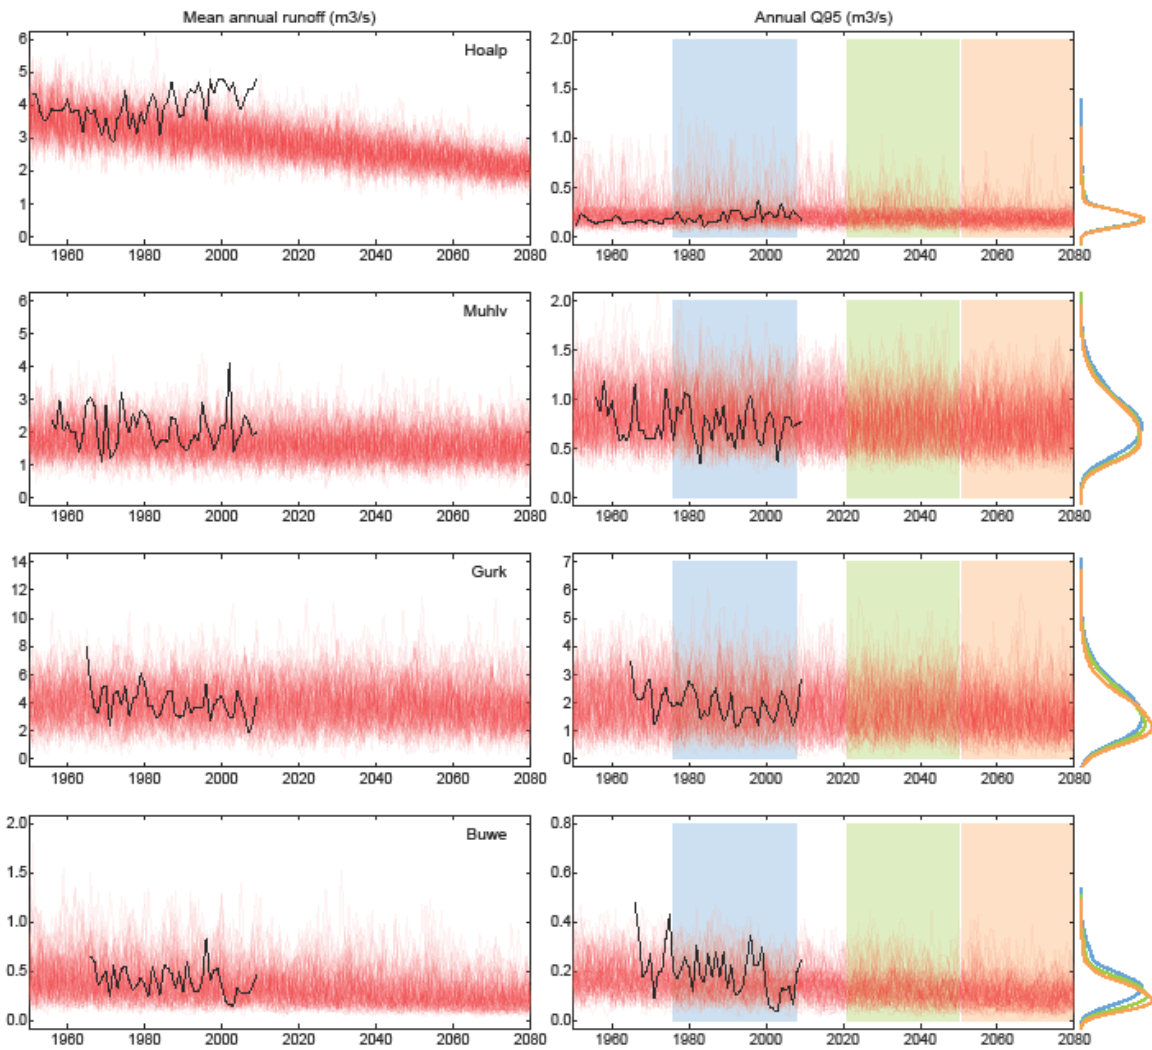 Mean annual runoff (m3/s) Annual Q95 (m3/s)
6 Hoalp 2.0
5 1.5
4
3 1.0
2 0.5
1
0 0.0
1960 1980 2000 2020 2040 2060 2080 1960 1980 2000 2020 2040 2060 2080
6 Muhlv 2.0
5
4 1.5
3 1.0
2
1 0.5
0 0.0
1960 1980 2000 2020 2040 2060 2080 1960 1980 2000 2020 2040 2060 2080
14 Gurk 7
12 6
10 5
8 4
6 3
4 2
2 1
0 0
1960 1980 2000 2020 2040 2060 2080 1960 1980 2000 2020 2040 2060 2080
2.0 Buwe 0.8
1.5 0.6
1.0 0.4
0.5 0.2
0.0 0.0
1960 1980 2000 2020 2040 2060 2080 1960 1980 2000 2020 2040 2060 2080